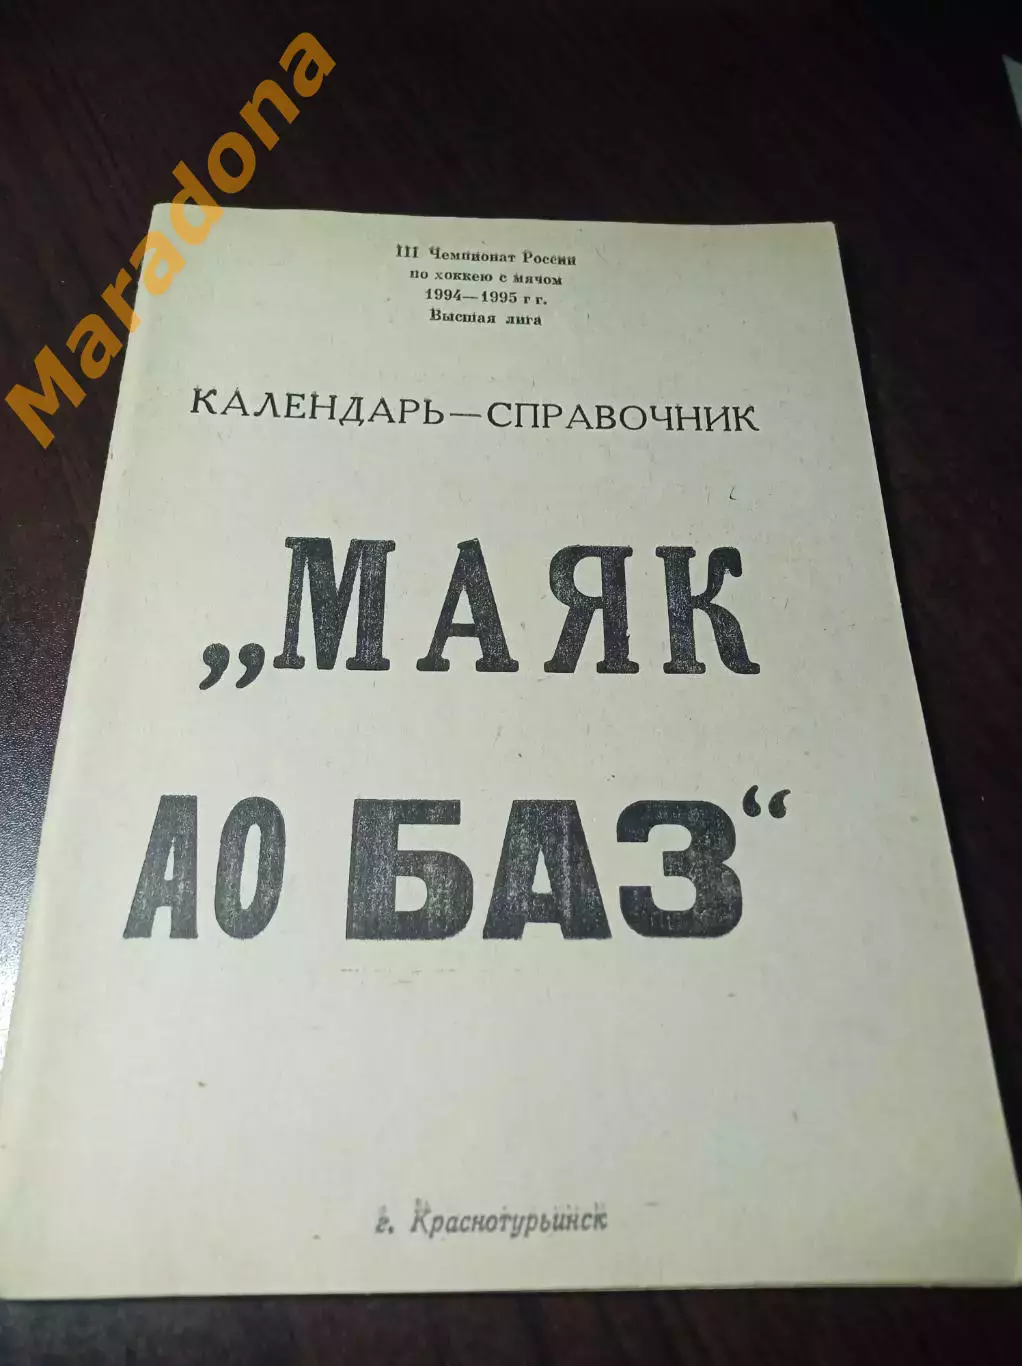 Maradona
III Чемпионат России
по хоккею с мячом
1994—1995 г г.
Высшая лига
КАЛЕНДАРЬ—СПРАВОЧНИК
„МАЯК
АО БАЗ“
г. Краснотурьинск